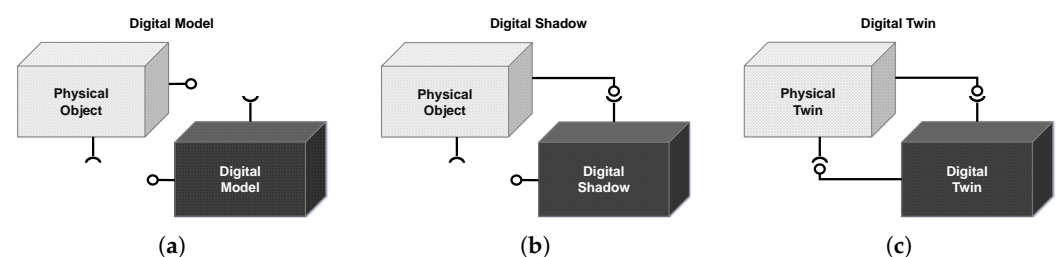 Digital Model
Physical
Object
Digital
Model
(a)
Digital Shadow
Physical
Object
Digital
Shadow
(b)
Digital Twin
Physical
Twin
Digital
Twin
(c)